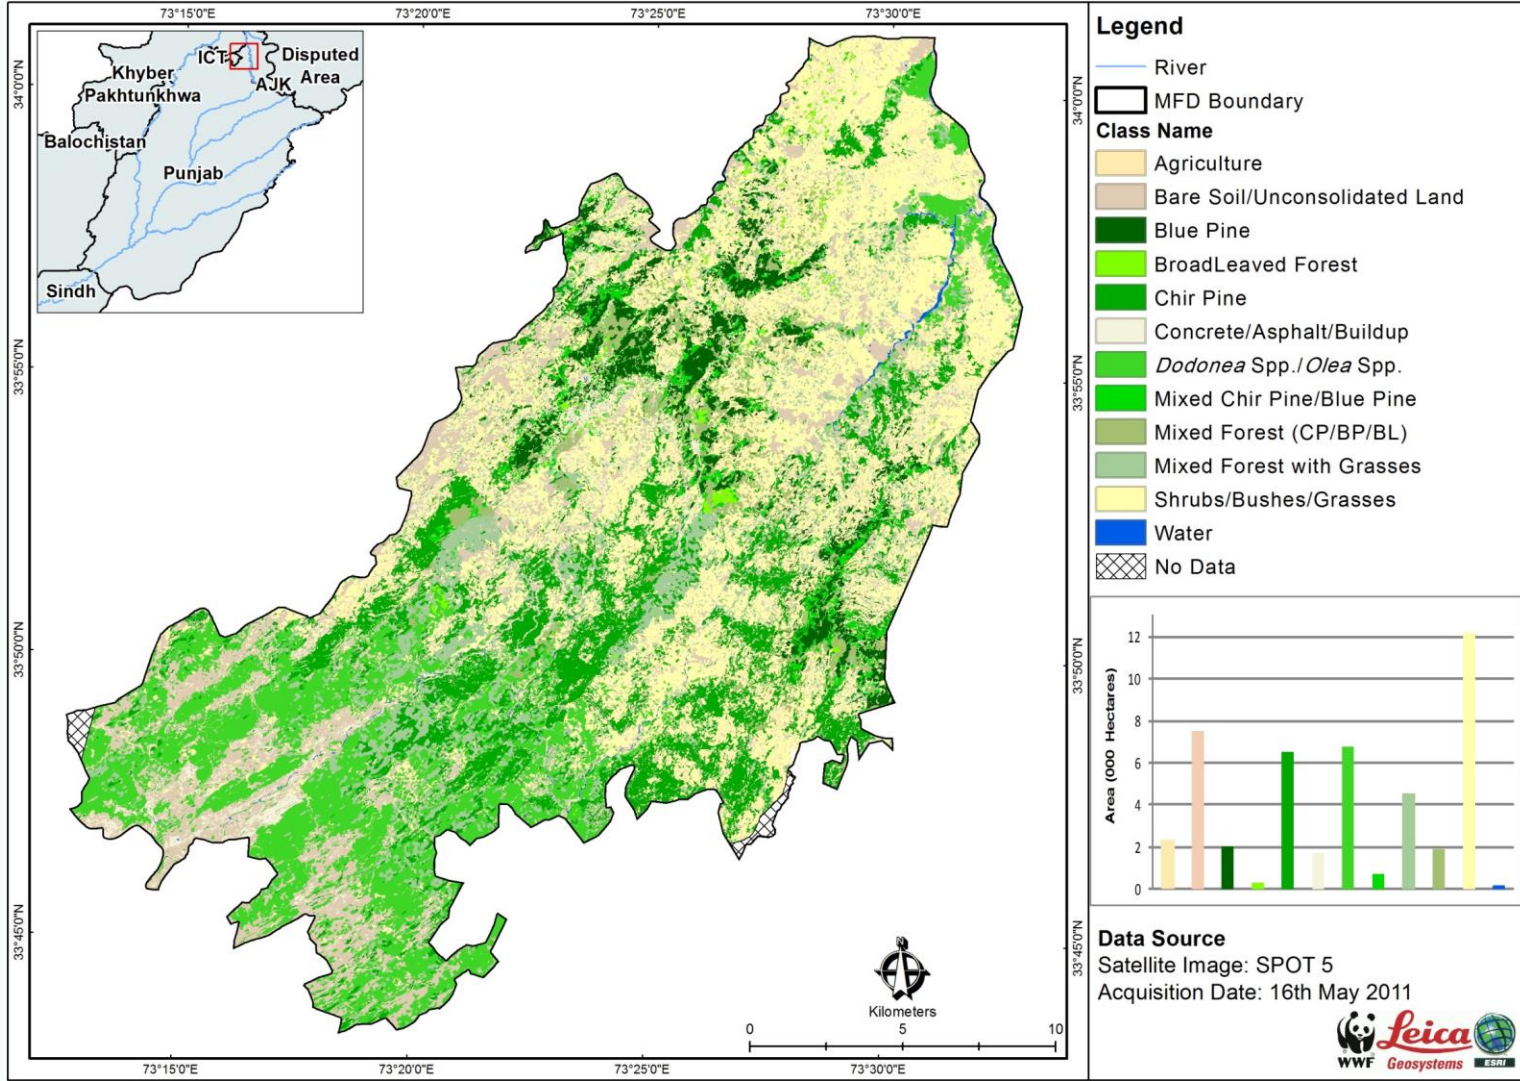 73°15'0"E 73°20'0"E 73°25'0"E 73°30'0"E
34°0'0"N
33°55'0"N
33°50'0"N
33°45'0"N
ICT
Disputed
Area
Khyber
Pakhtunkhwa
AJK
Balochistan
Punjab
Sindh
34°0'0"N
33°55'0"N
33°50'0"N
33°45'0"N
N
Kilometers
0 5 10
73°15'0"E 73°20'0"E 73°25'0"E 73°30'0"E
Legend
River
MFD Boundary
Class Name
Agriculture
Bare Soil/Unconsolidated Land
Blue Pine
BroadLeaved Forest
Chir Pine
Concrete/Asphalt/Buildup
Dodonea Spp./Olea Spp.
Mixed Chir Pine/Blue Pine
Mixed Forest (CP/BP/BL)
Mixed Forest with Grasses
Shrubs/Bushes/Grasses
Water
No Data
Area (000 Hectares)
12
10
8
6
4
2
0
Data Source
Satellite Image: SPOT 5
Acquisition Date: 16th May 2011
WWF
Leica
Geosystems
ESRI